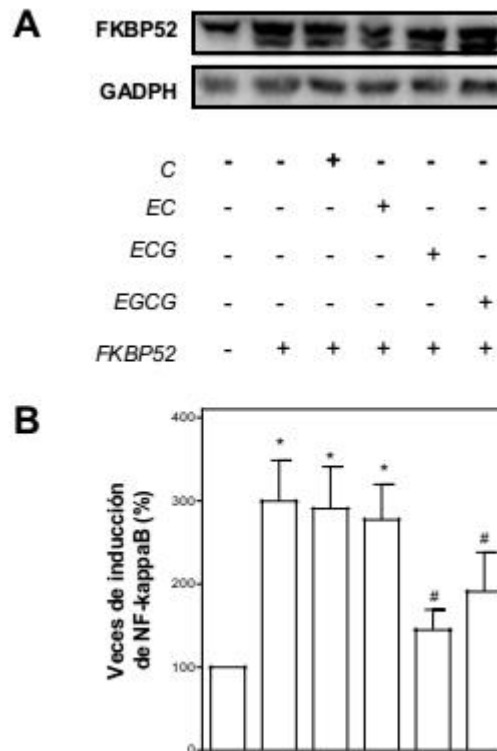 A
FKBP52
GADPH
C - - + - - -
EC - - - + - -
ECG - - - - + -
EGCG - - - - - +
FKBP52 - + + + + +
B
Veces de inducción
de NF-kappaB (%)
400
300
200
100
0
* * * # #